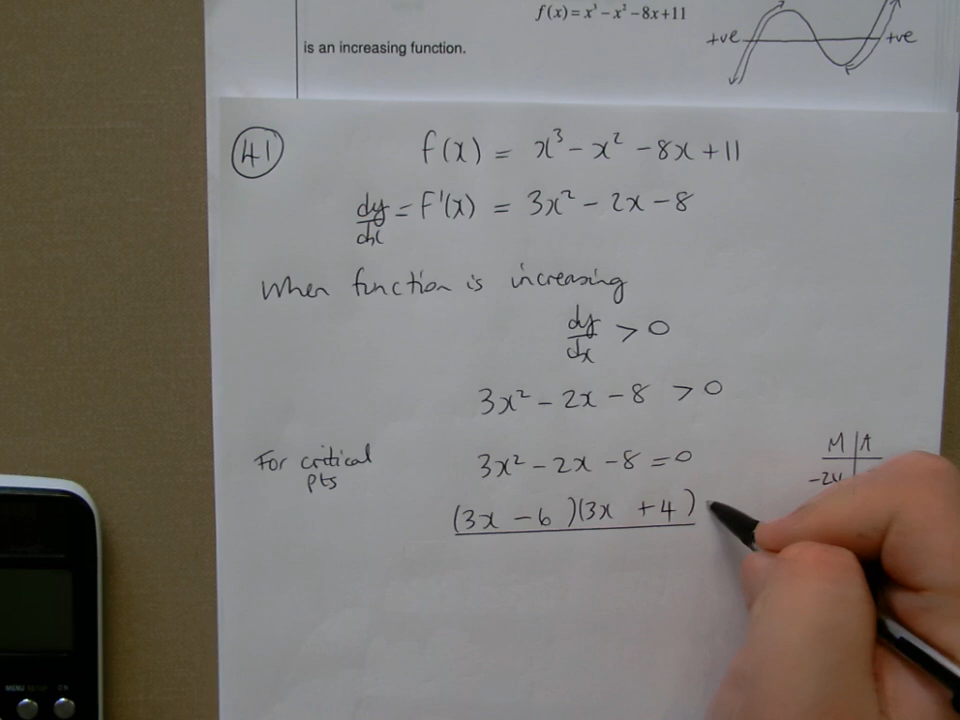 f(x) = x³ – x² – 8x + 11
is an increasing function.
+ve
+ve
41
f(x) = x³ – x² – 8x + 11
dy/dx = f'(x) = 3x² – 2x – 8
When function is increasing
dy/dx > 0
3x² – 2x – 8 > 0
For critical pts
3x² – 2x – 8 = 0
M | A
-24
(3x – 6)(3x + 4)
MENU